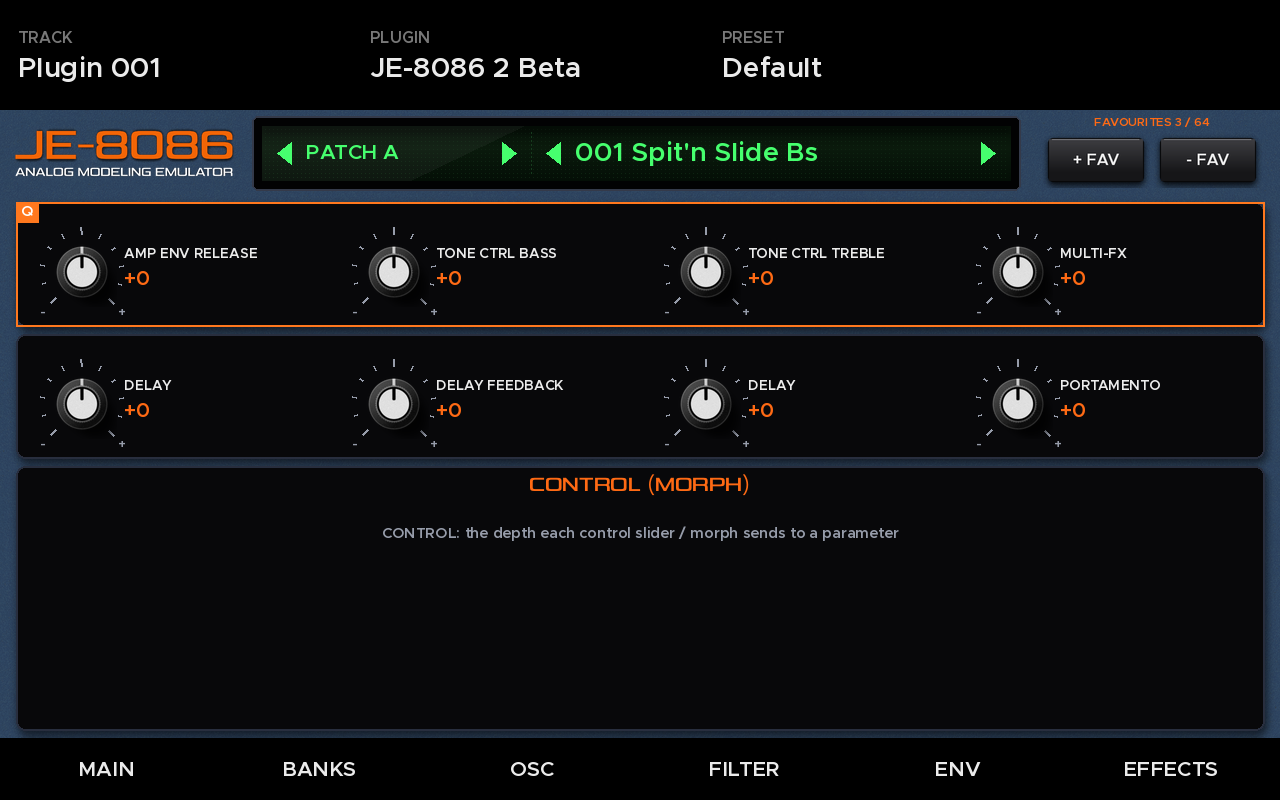 TRACK
Plugin 001
PLUGIN
JE-8086 2 Beta
PRESET
Default
JE-8086
ANALOG MODELING EMULATOR
PATCH A
001 Spit'n Slide Bs
FAVOURITES 3 / 64
+ FAV
- FAV
Q
AMP ENV RELEASE
+0
- +
TONE CTRL BASS
+0
- +
TONE CTRL TREBLE
+0
- +
MULTI-FX
+0
- +
DELAY
+0
- +
DELAY FEEDBACK
+0
- +
DELAY
+0
- +
PORTAMENTO
+0
- +
CONTROL (MORPH)
CONTROL: the depth each control slider / morph sends to a parameter
MAIN
BANKS
OSC
FILTER
ENV
EFFECTS